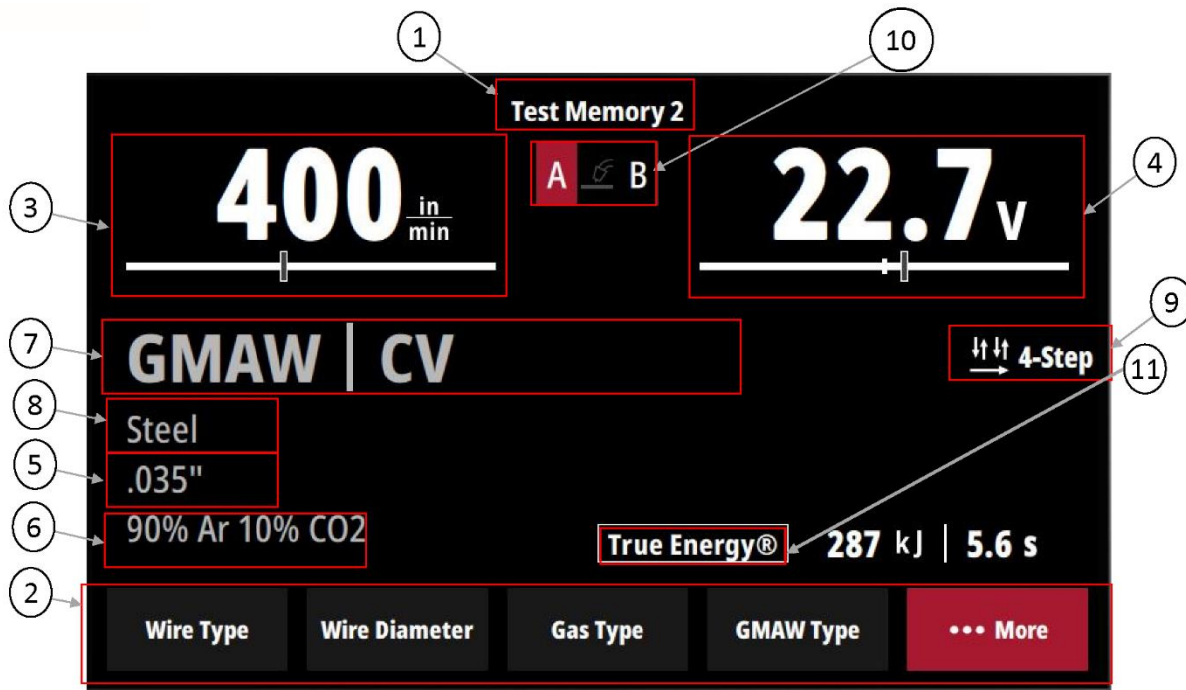 1
10
Test Memory 2
3
400 in/min
A B
22.7 V
4
7
GMAW | CV
9
4-Step
11
8
Steel
5
.035"
6
90% Ar 10% CO2
True Energy® 287 kJ | 5.6 s
2
Wire Type Wire Diameter Gas Type GMAW Type ••• More